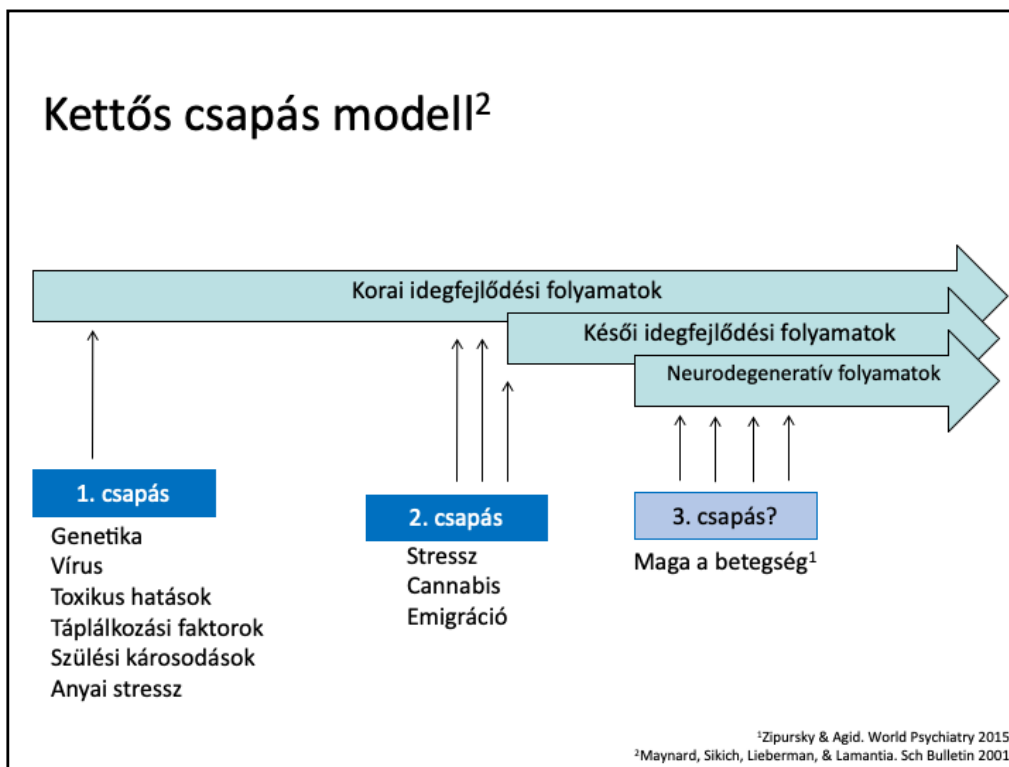 Kettős csapás modell²
Korai idegfejlődési folyamatok
Késői idegfejlődési folyamatok
Neurodegeneratív folyamatok
1. csapás
Genetika
Vírus
Toxikus hatások
Táplálkozási faktorok
Szülési károsodások
Anyai stressz
2. csapás
Stressz
Cannabis
Emigráció
3. csapás?
Maga a betegség¹
¹Zipursky & Agid. World Psychiatry 2015
²Maynard, Sikich, Lieberman, & Lamantia. Sch Bulletin 2001